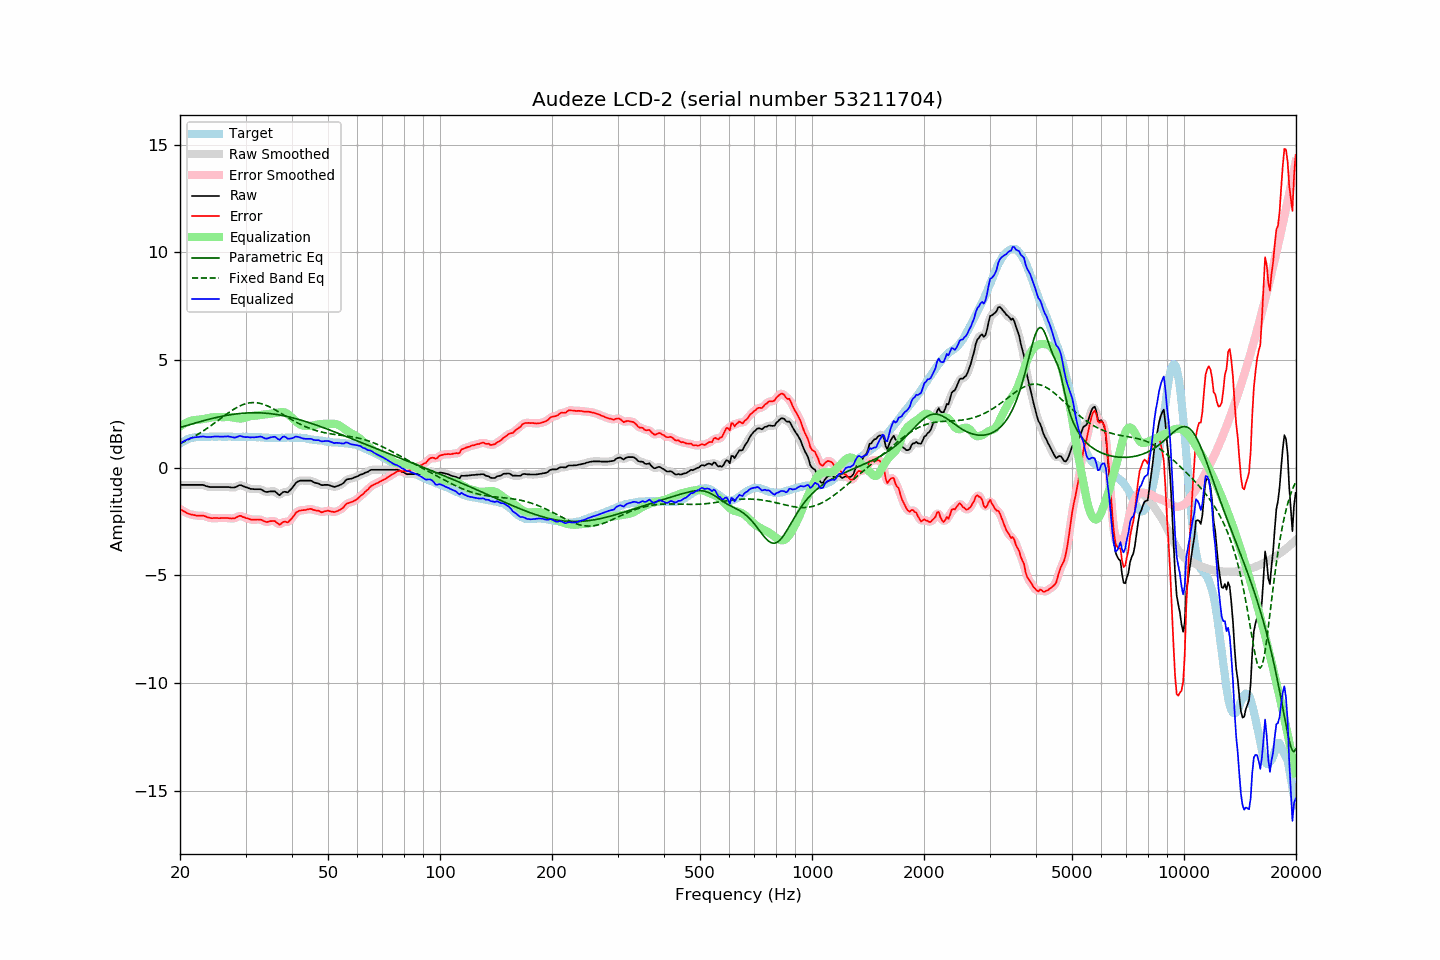 Audeze LCD-2 (serial number 53211704)
Target
Raw Smoothed
Error Smoothed
Raw
Error
Equalization
Parametric Eq
Fixed Band Eq
Equalized
15
10
5
0
−5
−10
−15
Amplitude (dBr)
20 50 100 200 500 1000 2000 5000 10000 20000
Frequency (Hz)